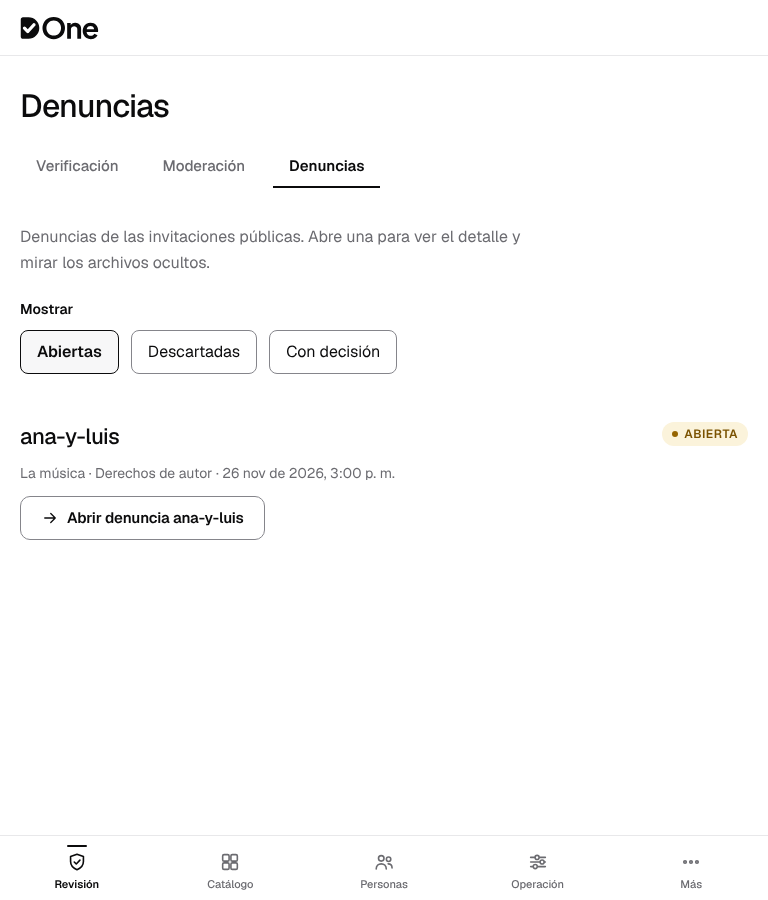 One
Denuncias
Verificación
Moderación
Denuncias
Denuncias de las invitaciones públicas. Abre una para ver el detalle y
mirar los archivos ocultos.
Mostrar
Abiertas
Descartadas
Con decisión
ana-y-luis
ABIERTA
La música · Derechos de autor · 26 nov de 2026, 3:00 p. m.
Abrir denuncia ana-y-luis
Revisión
Catálogo
Personas
Operación
Más